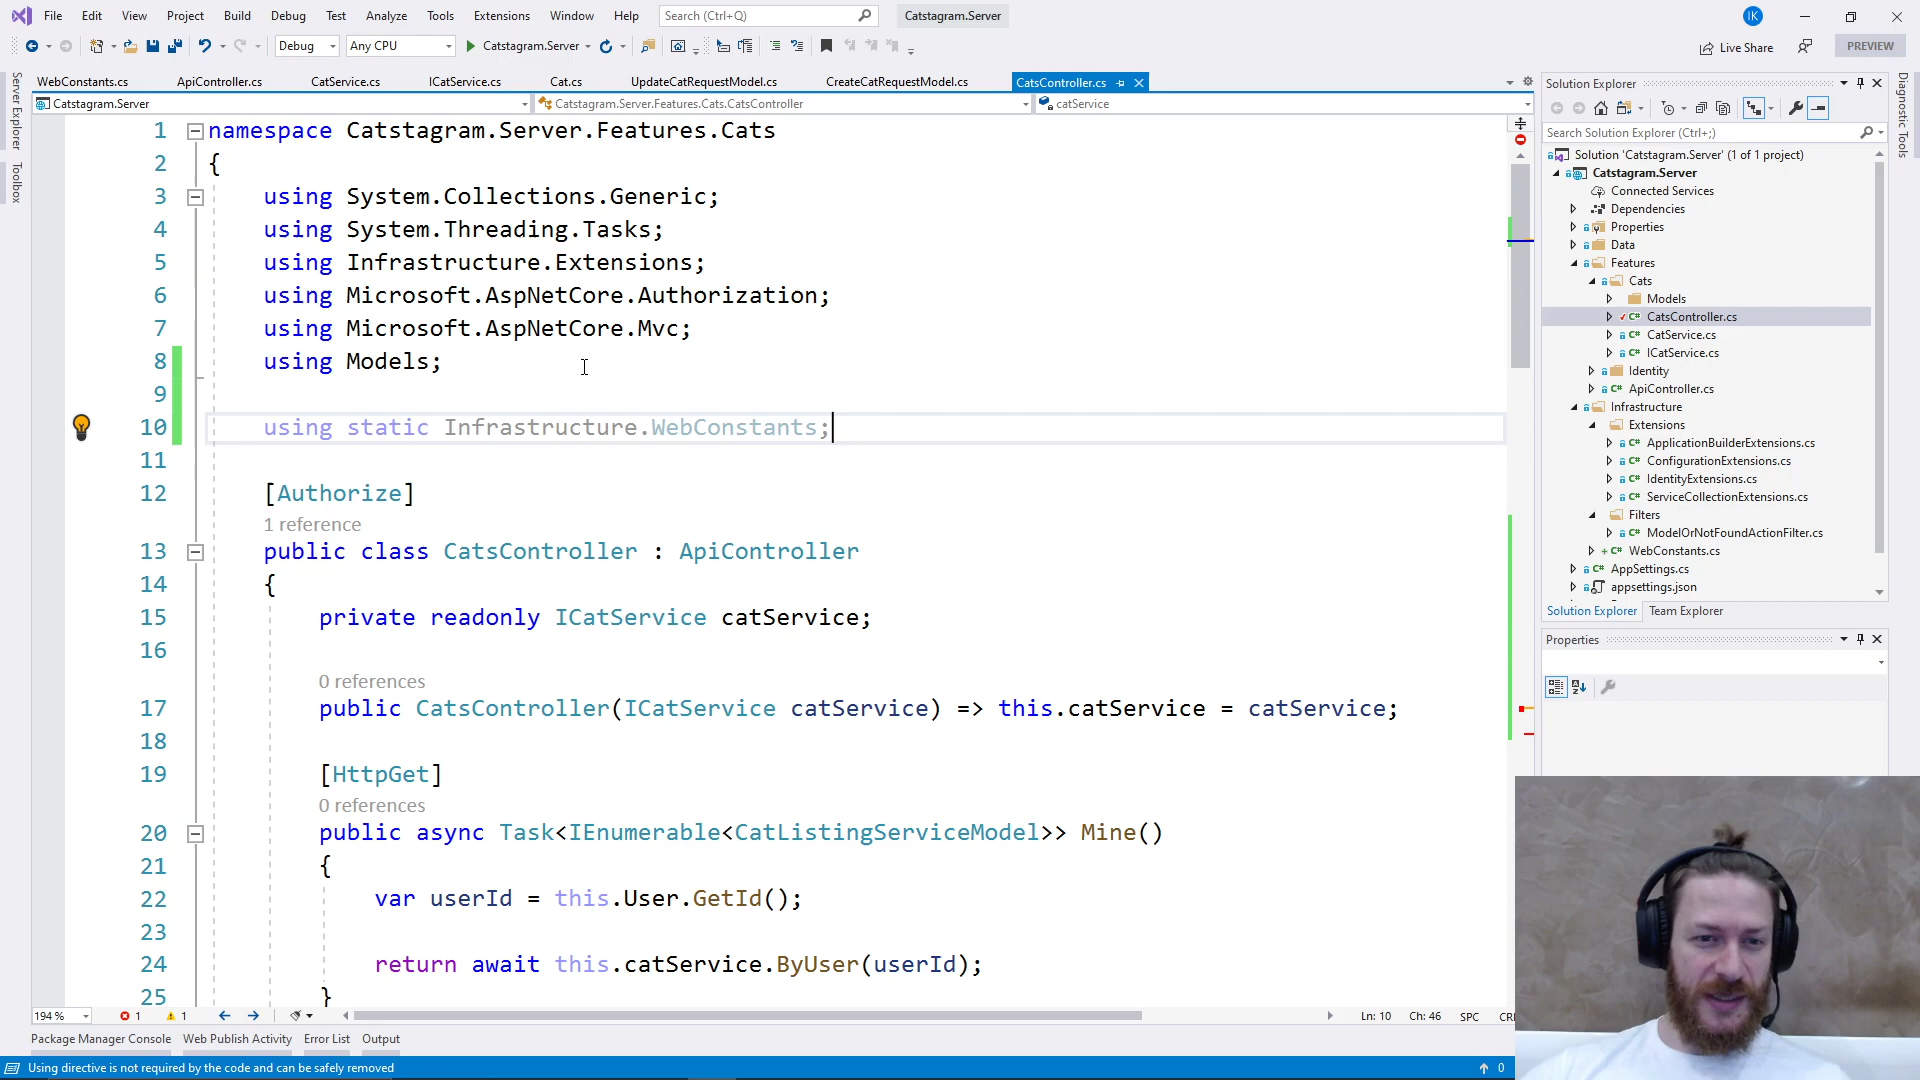 File Edit View Project Build Debug Test Analyze Tools Extensions Window Help Search (Ctrl+Q) Catstagram.Server IK
Debug Any CPU Catstagram.Server Live Share PREVIEW
WebConstants.cs ApiController.cs CatService.cs ICatService.cs Cat.cs UpdateCatRequestModel.cs CreateCatRequestModel.cs CatsController.cs
Catstagram.Server Catstagram.Server.Features.Cats.CatsController catService
Server Explorer
Toolbox
1 namespace Catstagram.Server.Features.Cats
2 {
3 using System.Collections.Generic;
4 using System.Threading.Tasks;
5 using Infrastructure.Extensions;
6 using Microsoft.AspNetCore.Authorization;
7 using Microsoft.AspNetCore.Mvc;
8 using Models;
9
10 using static Infrastructure.WebConstants;
11
12 [Authorize]
1 reference
13 public class CatsController : ApiController
14 {
15 private readonly ICatService catService;
16
0 references
17 public CatsController(ICatService catService) => this.catService = catService;
18
19 [HttpGet]
0 references
20 public async Task<IEnumerable<CatListingServiceModel>> Mine()
21 {
22 var userId = this.User.GetId();
23
24 return await this.catService.ByUser(userId);
25 }
194 % 1 1 Ln: 10 Ch: 46 SPC
Package Manager Console Web Publish Activity Error List Output
Using directive is not required by the code and can be safely removed 0
Solution Explorer
Search Solution Explorer (Ctrl+;)
Solution 'Catstagram.Server' (1 of 1 project)
Catstagram.Server
Connected Services
Dependencies
Properties
Data
Features
Cats
Models
CatsController.cs
CatService.cs
ICatService.cs
Identity
ApiController.cs
Infrastructure
Extensions
ApplicationBuilderExtensions.cs
ConfigurationExtensions.cs
IdentityExtensions.cs
ServiceCollectionExtensions.cs
Filters
ModelOrNotFoundActionFilter.cs
WebConstants.cs
AppSettings.cs
appsettings.json
Solution Explorer Team Explorer
Properties
Diagnostic Tools